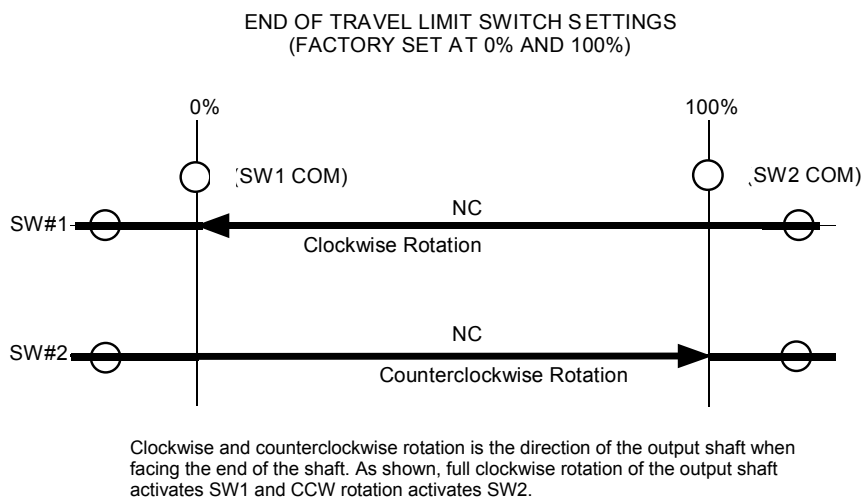 END OF TRAVEL LIMIT SWITCH SETTINGS
(FACTORY SET AT 0% AND 100%)
0%
100%
(SW1 COM)
(SW2 COM)
NC
SW#1
Clockwise Rotation
NC
SW#2
Counterclockwise Rotation
Clockwise and counterclockwise rotation is the direction of the output shaft when
facing the end of the shaft. As shown, full clockwise rotation of the output shaft
activates SW1 and CCW rotation activates SW2.